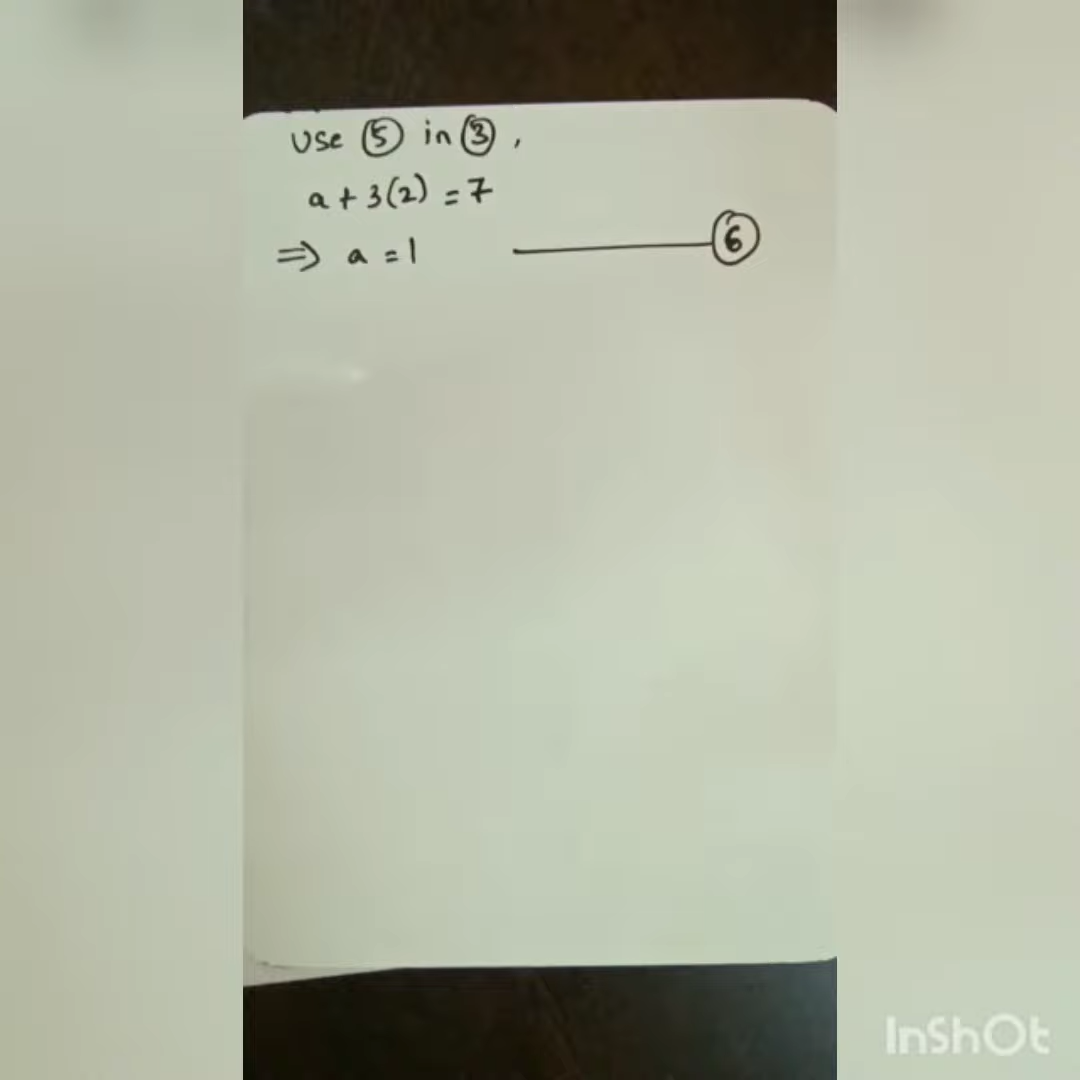 Use ⑤ in ③,
a + 3(2) = 7
⇒ a = 1 ——— ⑥
InShOt